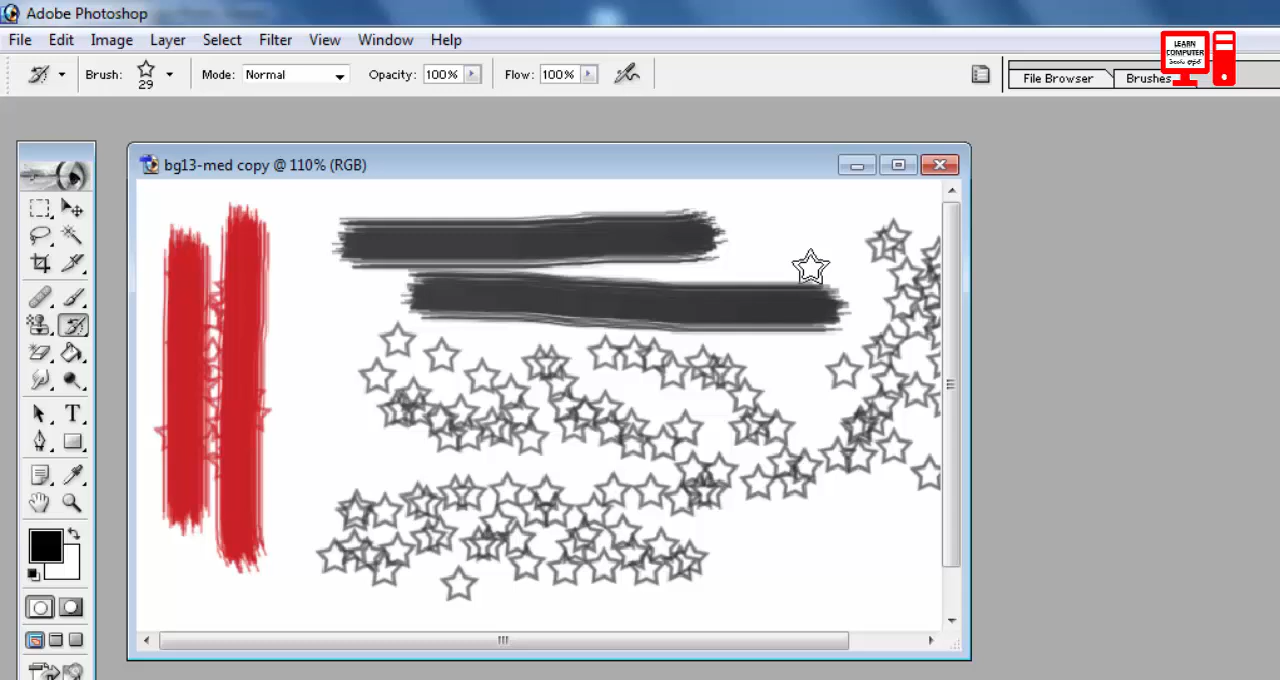 Adobe Photoshop
File Edit Image Layer Select Filter View Window Help
Brush: 29 Mode: Normal Opacity: 100% Flow: 100%
File Browser Brushes
LEARN
COMPUTER
bg13-med copy @ 110% (RGB)
T